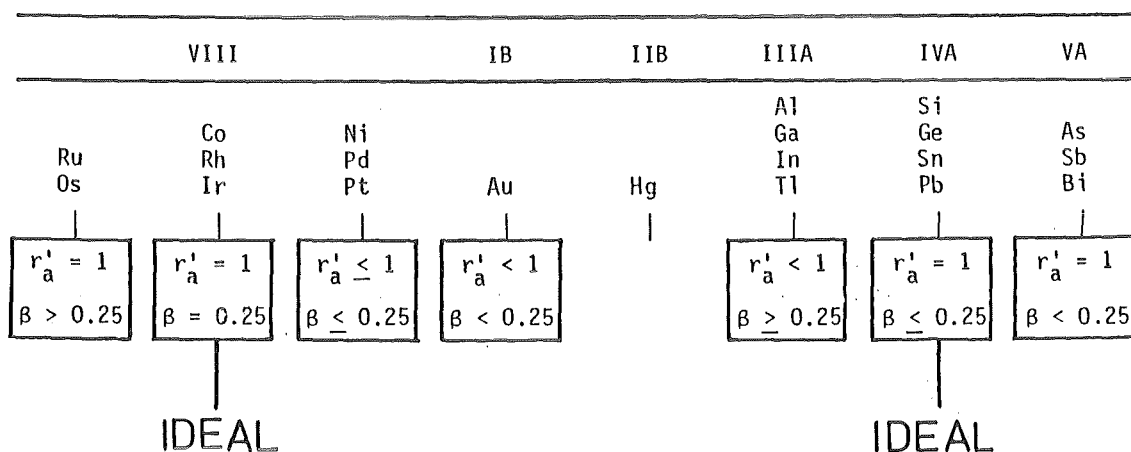 VIII IB IIB IIIA IVA VA
Al Si
Co Ni Ga Ge As
Ru Rh Pd In Sn Sb
Os Ir Pt Au Hg Tl Pb Bi
r'a = 1 r'a = 1 r'a ≤ 1 r'a < 1 r'a < 1 r'a = 1 r'a = 1
β > 0.25 β = 0.25 β ≤ 0.25 β < 0.25 β ≥ 0.25 β ≤ 0.25 β < 0.25
IDEAL IDEAL